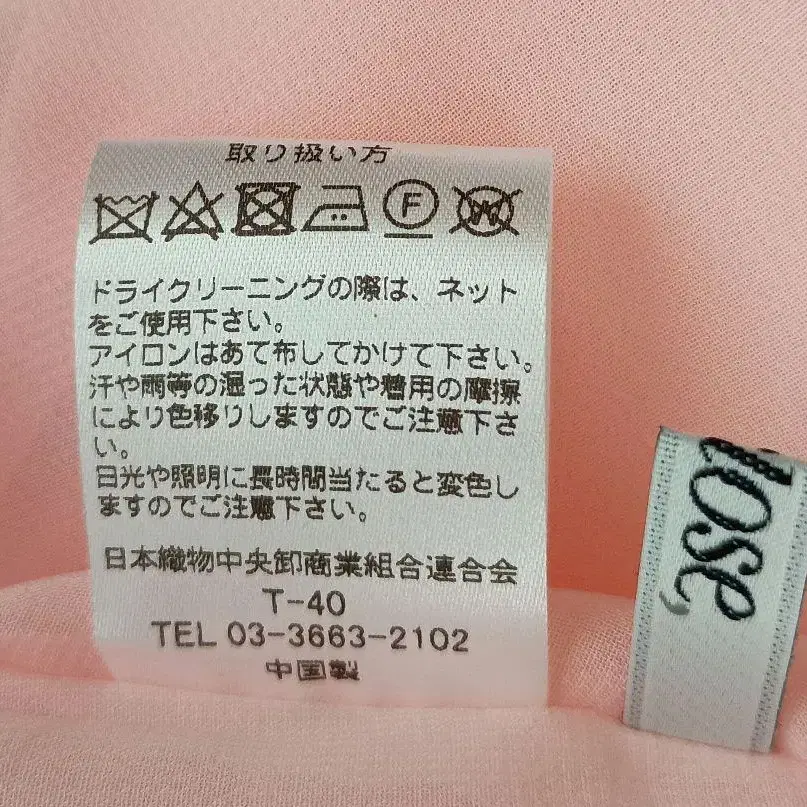 取り扱い方
F
W
ドライクリーニングの際は、ネット
をご使用下さい。
アイロンはあて布してかけて下さい。
汗や雨等の湿った状態や着用の摩擦
により色移りしますのでご注意下さ
い。
日光や照明に長時間当たると変色し
ますのでご注意下さい。
日本織物中央卸商業組合連合会
T-40
TEL 03-3663-2102
中国製